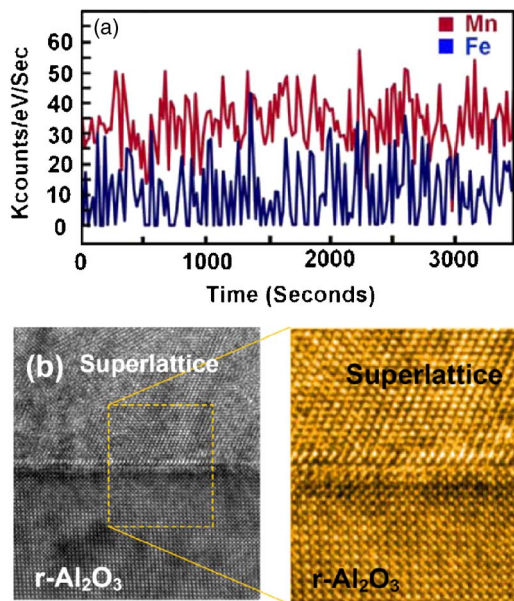 (a)
Mn
Fe
Kcounts/eV/Sec
60
50
40
30
20
10
0
0
1000
2000
3000
Time (Seconds)
(b)
Superlattice
r-Al₂O₃
Superlattice
r-Al₂O₃